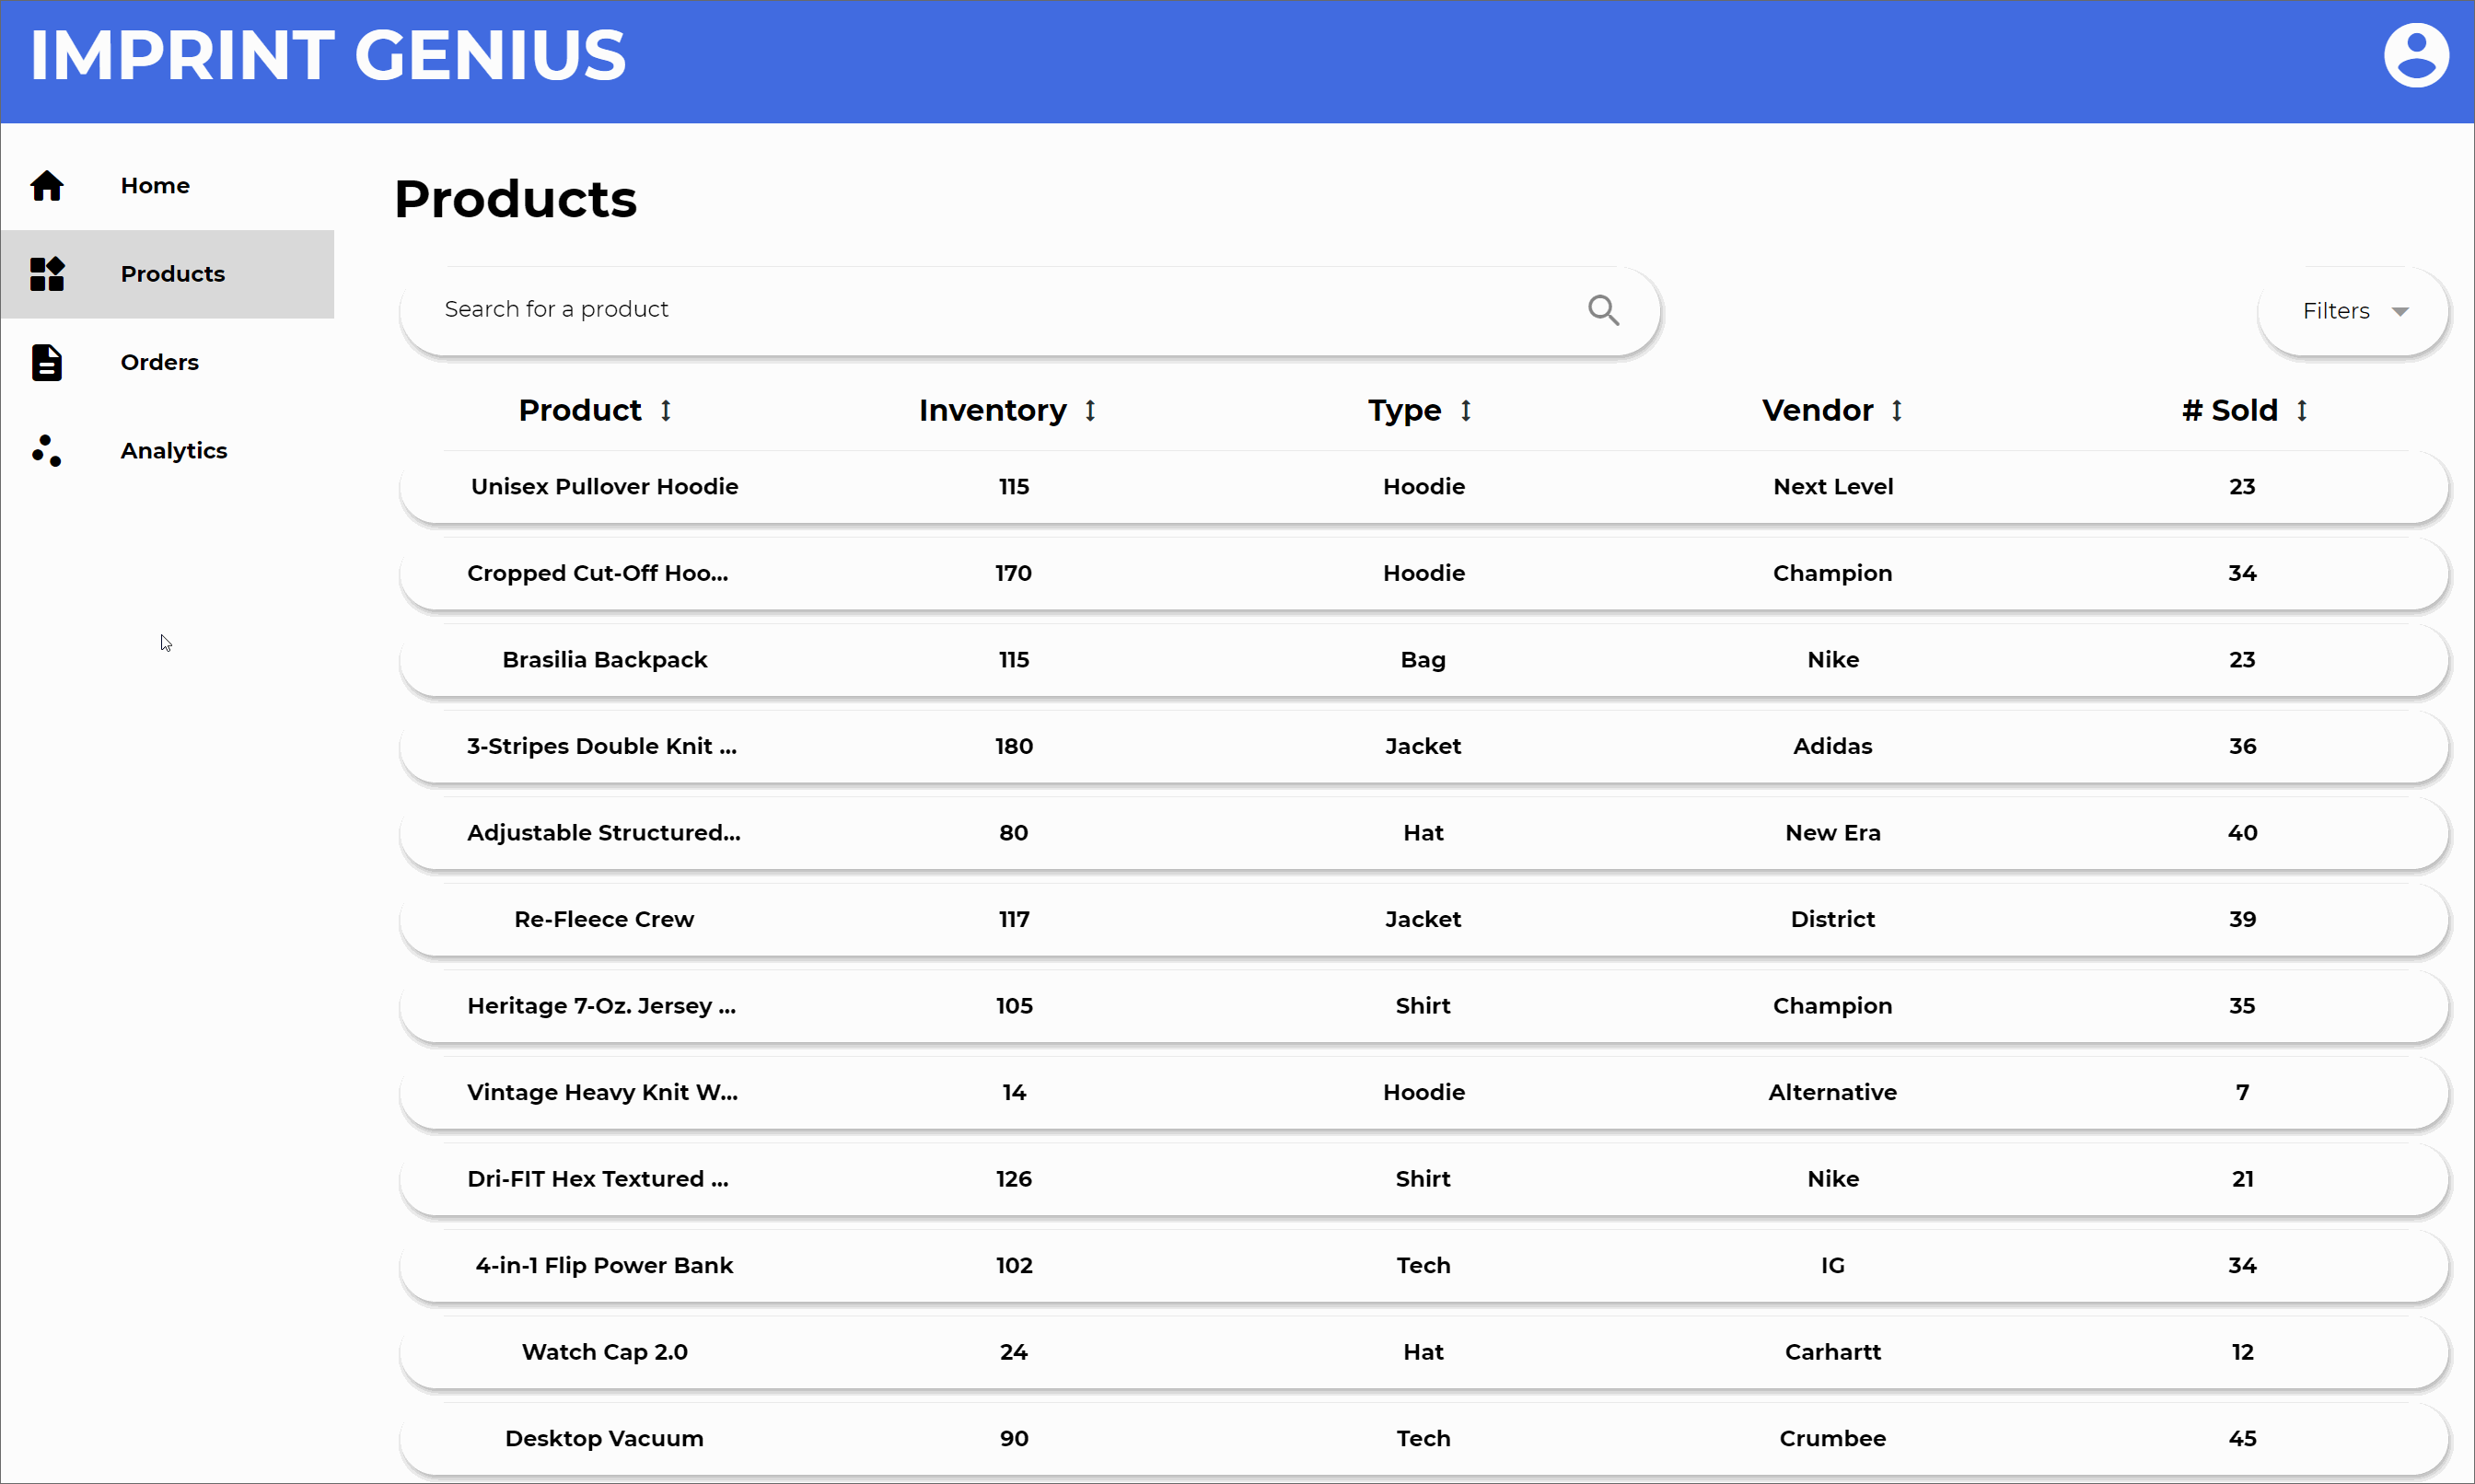 IMPRINT GENIUS
Home
Products
Orders
Analytics
Products
Search for a product
Filters
Product Inventory Type Vendor # Sold
Unisex Pullover Hoodie 115 Hoodie Next Level 23
Cropped Cut-Off Hoo... 170 Hoodie Champion 34
Brasilia Backpack 115 Bag Nike 23
3-Stripes Double Knit ... 180 Jacket Adidas 36
Adjustable Structured... 80 Hat New Era 40
Re-Fleece Crew 117 Jacket District 39
Heritage 7-Oz. Jersey ... 105 Shirt Champion 35
Vintage Heavy Knit W... 14 Hoodie Alternative 7
Dri-FIT Hex Textured ... 126 Shirt Nike 21
4-in-1 Flip Power Bank 102 Tech IG 34
Watch Cap 2.0 24 Hat Carhartt 12
Desktop Vacuum 90 Tech Crumbee 45